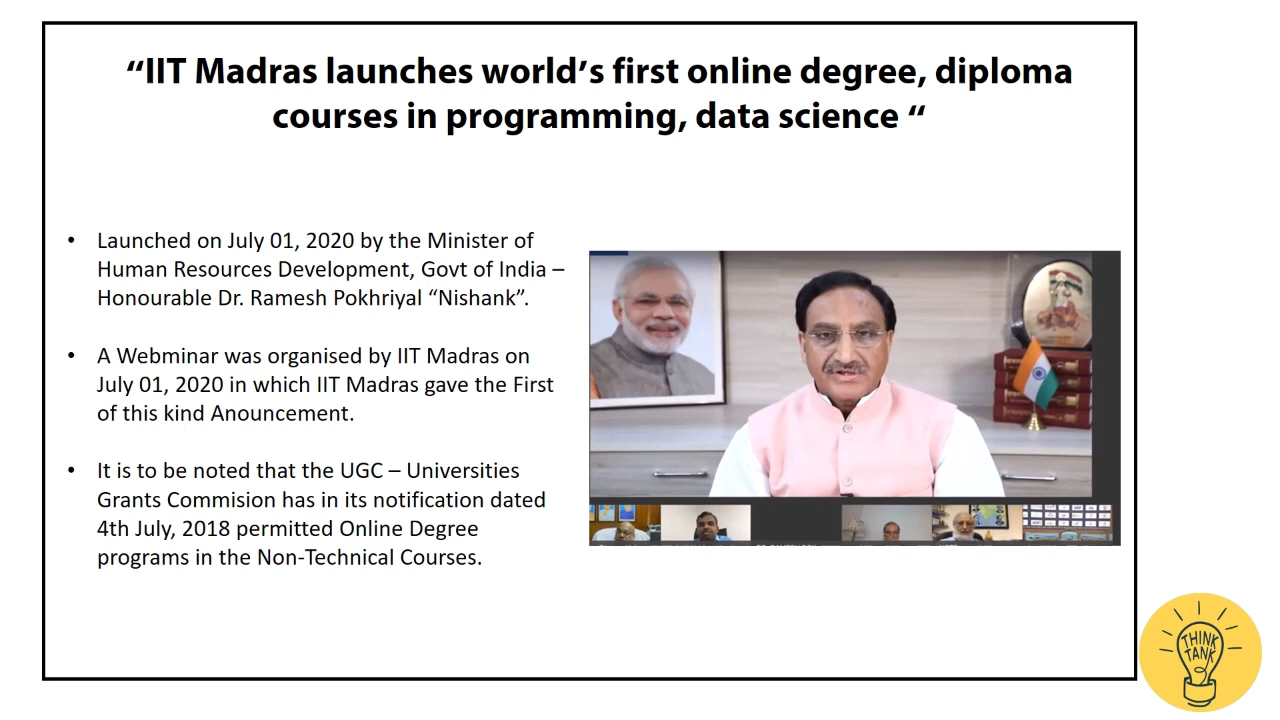 “IIT Madras launches world’s first online degree, diploma
courses in programming, data science “
• Launched on July 01, 2020 by the Minister of
Human Resources Development, Govt of India –
Honourable Dr. Ramesh Pokhriyal “Nishank”.
• A Webminar was organised by IIT Madras on
July 01, 2020 in which IIT Madras gave the First
of this kind Anouncement.
• It is to be noted that the UGC – Universities
Grants Commision has in its notification dated
4th July, 2018 permitted Online Degree
programs in the Non-Technical Courses.
THINK
TANK